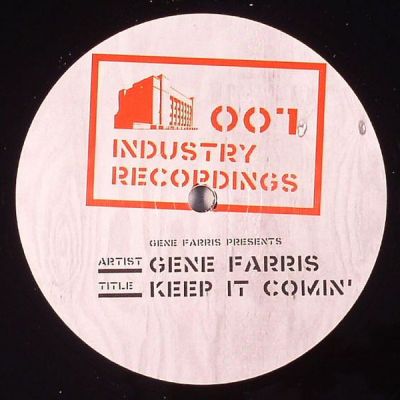 001
INDUSTRY
RECORDINGS
GENE FARRIS PRESENTS
ARTIST GENE FARRIS
TITLE KEEP IT COMIN'